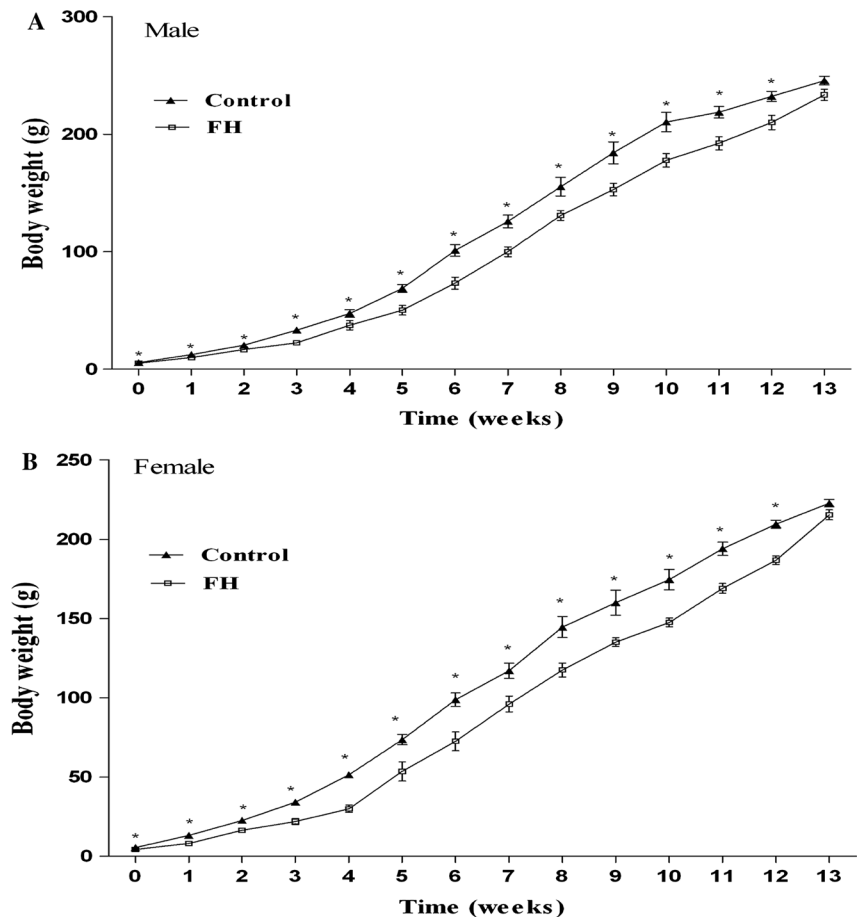 A
Male
300
200
100
0
Body weight (g)
Control
FH
* * * * * * * * * * * * *
0 1 2 3 4 5 6 7 8 9 10 11 12 13
Time (weeks)
B
Female
250
200
150
100
50
0
Body weight (g)
Control
FH
* * * * * * * * * * * * *
0 1 2 3 4 5 6 7 8 9 10 11 12 13
Time (weeks)